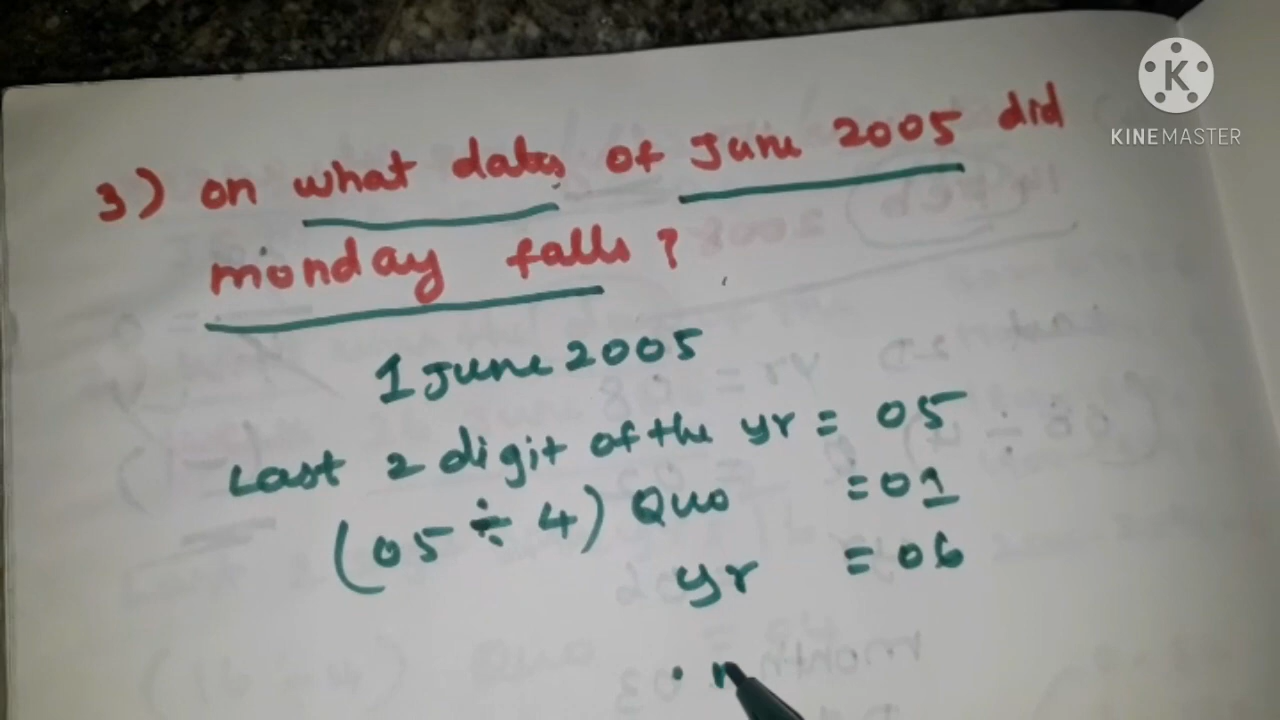 K
KINEMASTER
3) on what dates of June 2005 did
monday falls?
1 June 2005
Last 2 digit of the yr = 05
(05 ÷ 4) Quo = 01
yr = 06